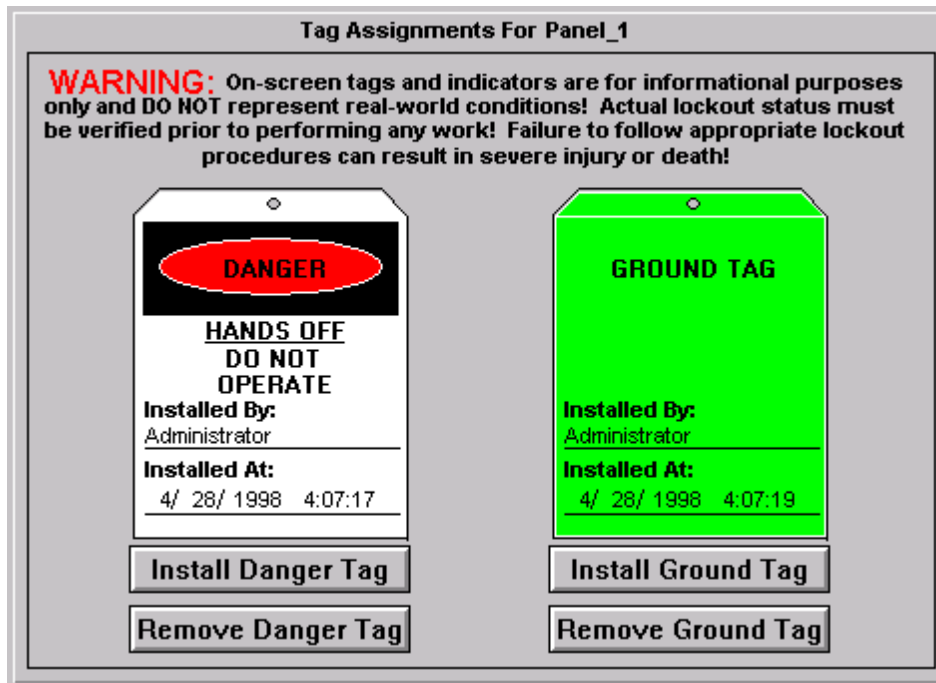 Tag Assignments For Panel_1
WARNING: On-screen tags and indicators are for informational purposes
only and DO NOT represent real-world conditions! Actual lockout status must
be verified prior to performing any work! Failure to follow appropriate lockout
procedures can result in severe injury or death!
DANGER
HANDS OFF
DO NOT
OPERATE
Installed By:
Administrator
Installed At:
4/ 28/ 1998 4:07:17
Install Danger Tag
Remove Danger Tag
GROUND TAG
Installed By:
Administrator
Installed At:
4/ 28/ 1998 4:07:19
Install Ground Tag
Remove Ground Tag